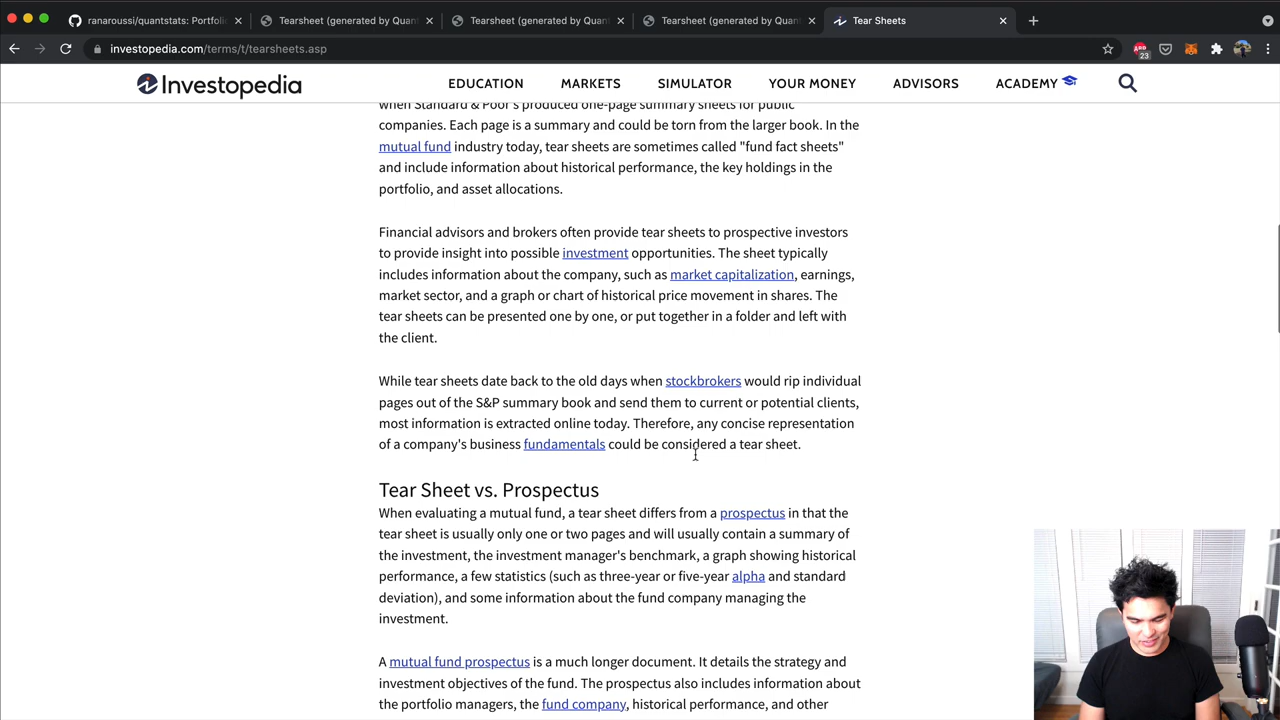 ranaroussi/quantstats: Portfoli
Tearsheet (generated by Quant
Tearsheet (generated by Quant
Tearsheet (generated by Quant
Tear Sheets
investopedia.com/terms/t/tearsheets.asp
23
Investopedia
EDUCATION
MARKETS
SIMULATOR
YOUR MONEY
ADVISORS
ACADEMY
when Standard & Poor's produced one-page summary sheets for public
companies. Each page is a summary and could be torn from the larger book. In the
mutual fund industry today, tear sheets are sometimes called "fund fact sheets"
and include information about historical performance, the key holdings in the
portfolio, and asset allocations.
Financial advisors and brokers often provide tear sheets to prospective investors
to provide insight into possible investment opportunities. The sheet typically
includes information about the company, such as market capitalization, earnings,
market sector, and a graph or chart of historical price movement in shares. The
tear sheets can be presented one by one, or put together in a folder and left with
the client.
While tear sheets date back to the old days when stockbrokers would rip individual
pages out of the S&P summary book and send them to current or potential clients,
most information is extracted online today. Therefore, any concise representation
of a company's business fundamentals could be considered a tear sheet.
Tear Sheet vs. Prospectus
When evaluating a mutual fund, a tear sheet differs from a prospectus in that the
tear sheet is usually only one or two pages and will usually contain a summary of
the investment, the investment manager's benchmark, a graph showing historical
performance, a few statistics (such as three-year or five-year alpha and standard
deviation), and some information about the fund company managing the
investment.
A mutual fund prospectus is a much longer document. It details the strategy and
investment objectives of the fund. The prospectus also includes information about
the portfolio managers, the fund company, historical performance, and other